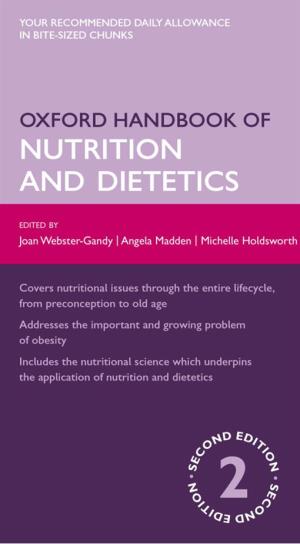 YOUR RECOMMENDED DAILY ALLOWANCE
IN BITE-SIZED CHUNKS
OXFORD HANDBOOK OF
NUTRITION
AND DIETETICS
EDITED BY
Joan Webster-Gandy | Angela Madden | Michelle Holdsworth
Covers nutritional issues through the entire lifecycle,
from preconception to old age
Addresses the important and growing problem
of obesity
Includes the nutritional science which underpins
the application of nutrition and dietetics
SECOND EDITION • SECOND EDITION •
2